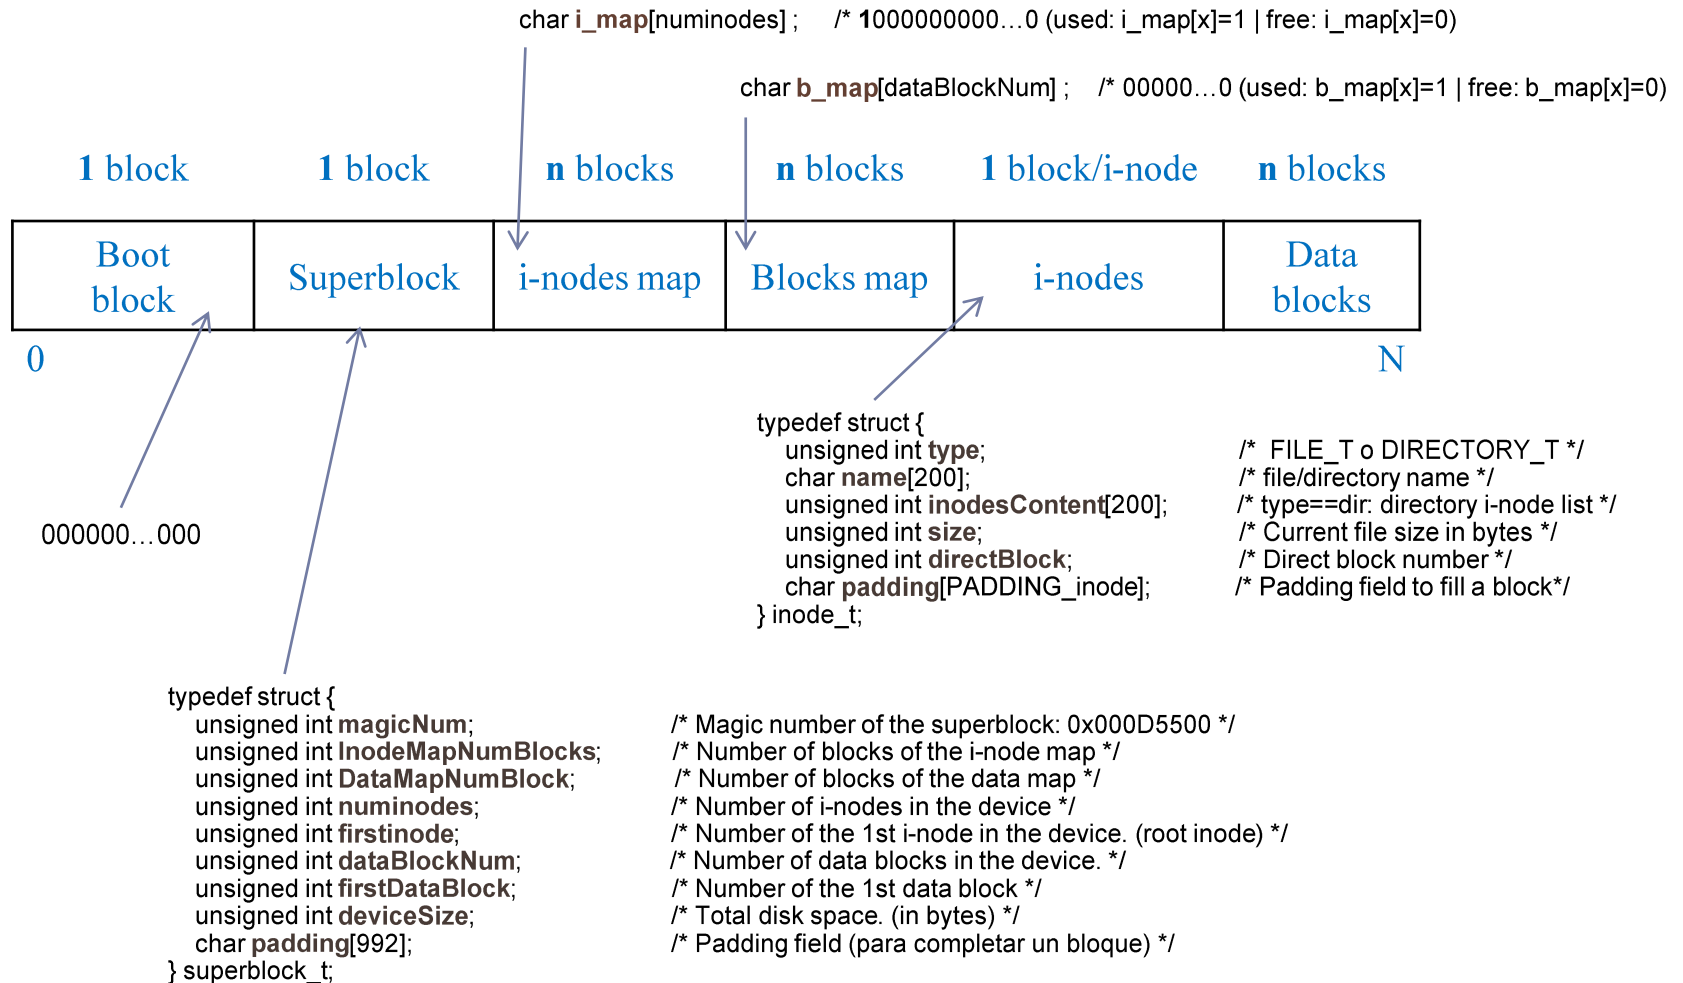 char i_map[numinodes] ; /* 1000000000…0 (used: i_map[x]=1 | free: i_map[x]=0)
char b_map[dataBlockNum] ; /* 00000…0 (used: b_map[x]=1 | free: b_map[x]=0)
1 block 1 block n blocks n blocks 1 block/i-node n blocks
Boot block Superblock i-nodes map Blocks map i-nodes Data blocks
0 N
000000…000
typedef struct {
unsigned int type; /* FILE_T o DIRECTORY_T */
char name[200]; /* file/directory name */
unsigned int inodesContent[200]; /* type==dir: directory i-node list */
unsigned int size; /* Current file size in bytes */
unsigned int directBlock; /* Direct block number */
char padding[PADDING_inode]; /* Padding field to fill a block*/
} inode_t;
typedef struct {
unsigned int magicNum; /* Magic number of the superblock: 0x000D5500 */
unsigned int InodeMapNumBlocks; /* Number of blocks of the i-node map */
unsigned int DataMapNumBlock; /* Number of blocks of the data map */
unsigned int numinodes; /* Number of i-nodes in the device */
unsigned int firstinode; /* Number of the 1st i-node in the device. (root inode) */
unsigned int dataBlockNum; /* Number of data blocks in the device. */
unsigned int firstDataBlock; /* Number of the 1st data block */
unsigned int deviceSize; /* Total disk space. (in bytes) */
char padding[992]; /* Padding field (para completar un bloque) */
} superblock_t;